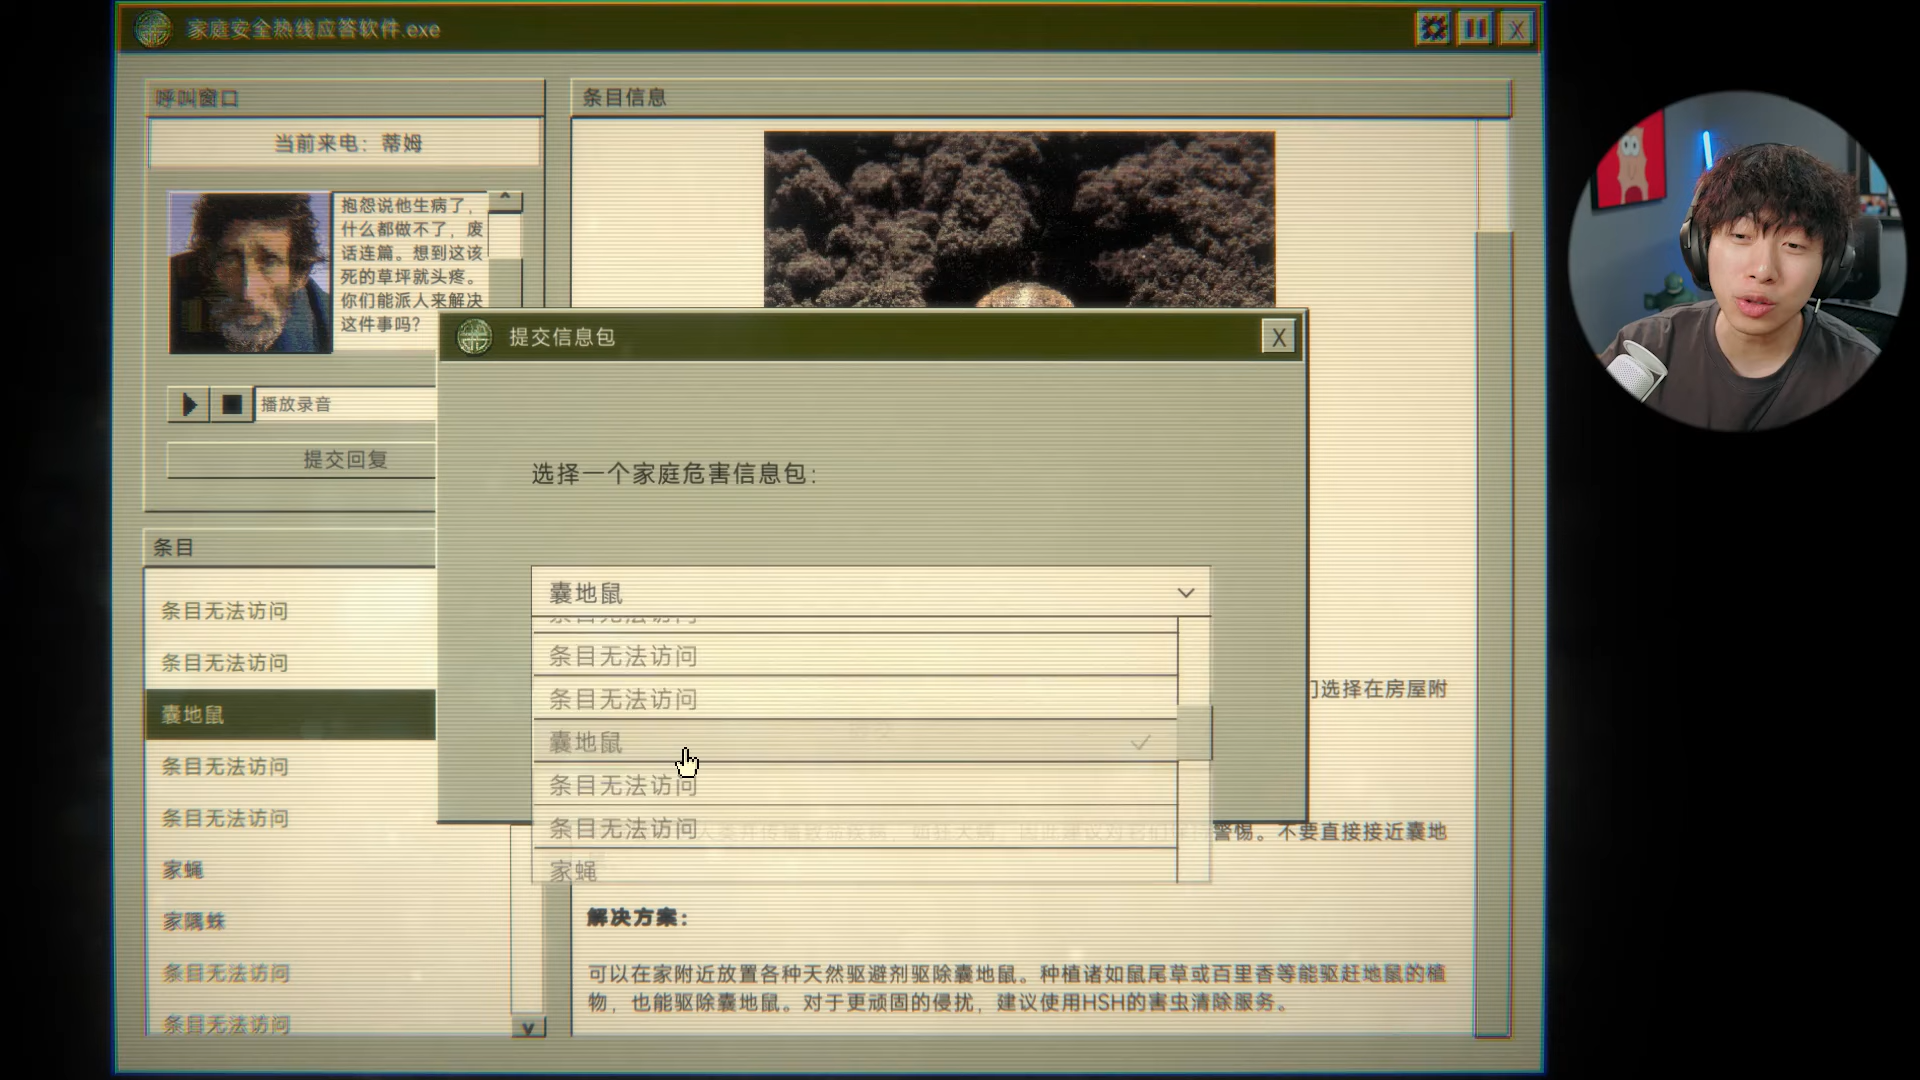 家庭安全热线应答软件.exe
X
呼叫窗口
当前来电：蒂姆
抱怨说他生病了，
什么都做不了，废
话连篇。想到这该
死的草坪就头疼。
你们能派人来解决
这件事吗？
播放录音
提交回复
条目
条目无法访问
条目无法访问
囊地鼠
条目无法访问
条目无法访问
家蝇
家隅蛛
条目无法访问
条目无法访问
条目信息
提交信息包
X
选择一个家庭危害信息包：
囊地鼠
条目无法访问
条目无法访问
条目无法访问
囊地鼠
条目无法访问
条目无法访问
家蝇
选择在房屋附
警惕。不要直接接近囊地
解决方案：
可以在家附近放置各种天然驱避剂驱除囊地鼠。种植诸如鼠尾草或百里香等能驱赶地鼠的植
物，也能驱除囊地鼠。对于更顽固的侵扰，建议使用HSH的害虫清除服务。